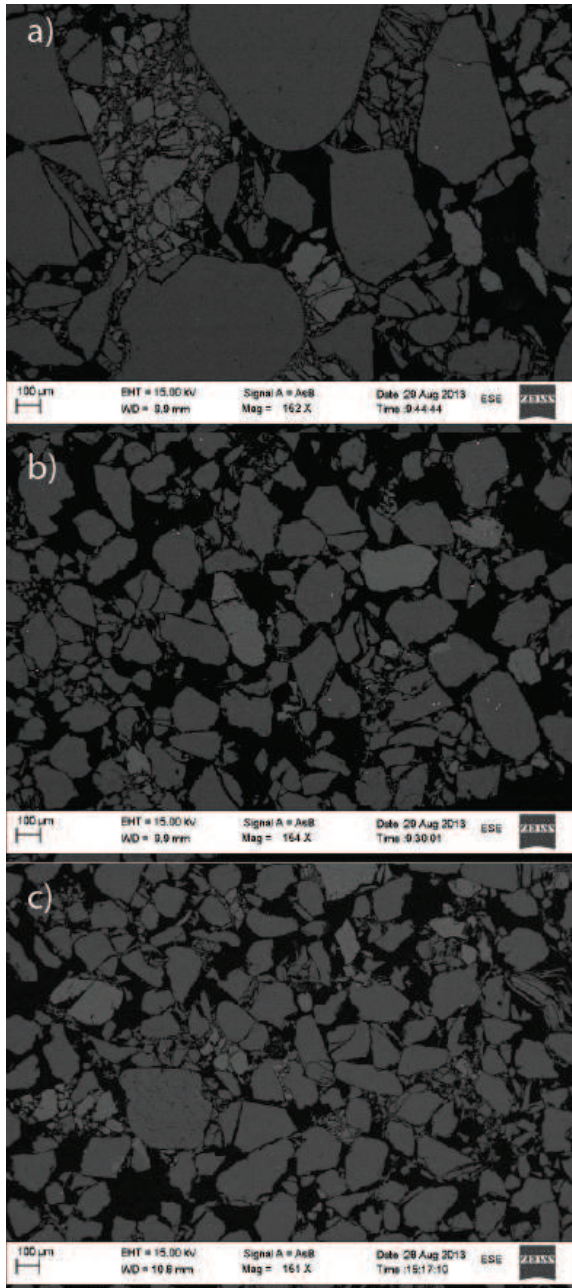 a)
100 µm EHT = 15.00 kV Signal A = AsB Date :29 Aug 2013 ESE ZEISS
WD = 9.9 mm Mag = 162 X Time :9:44:44
b)
100 µm EHT = 15.00 kV Signal A = AsB Date :29 Aug 2013 ESE ZEISS
WD = 9.9 mm Mag = 164 X Time :9:30:01
c)
100 µm EHT = 15.00 kV Signal A = AsB Date :28 Aug 2013 ESE ZEISS
WD = 10.8 mm Mag = 161 X Time :15:17:10